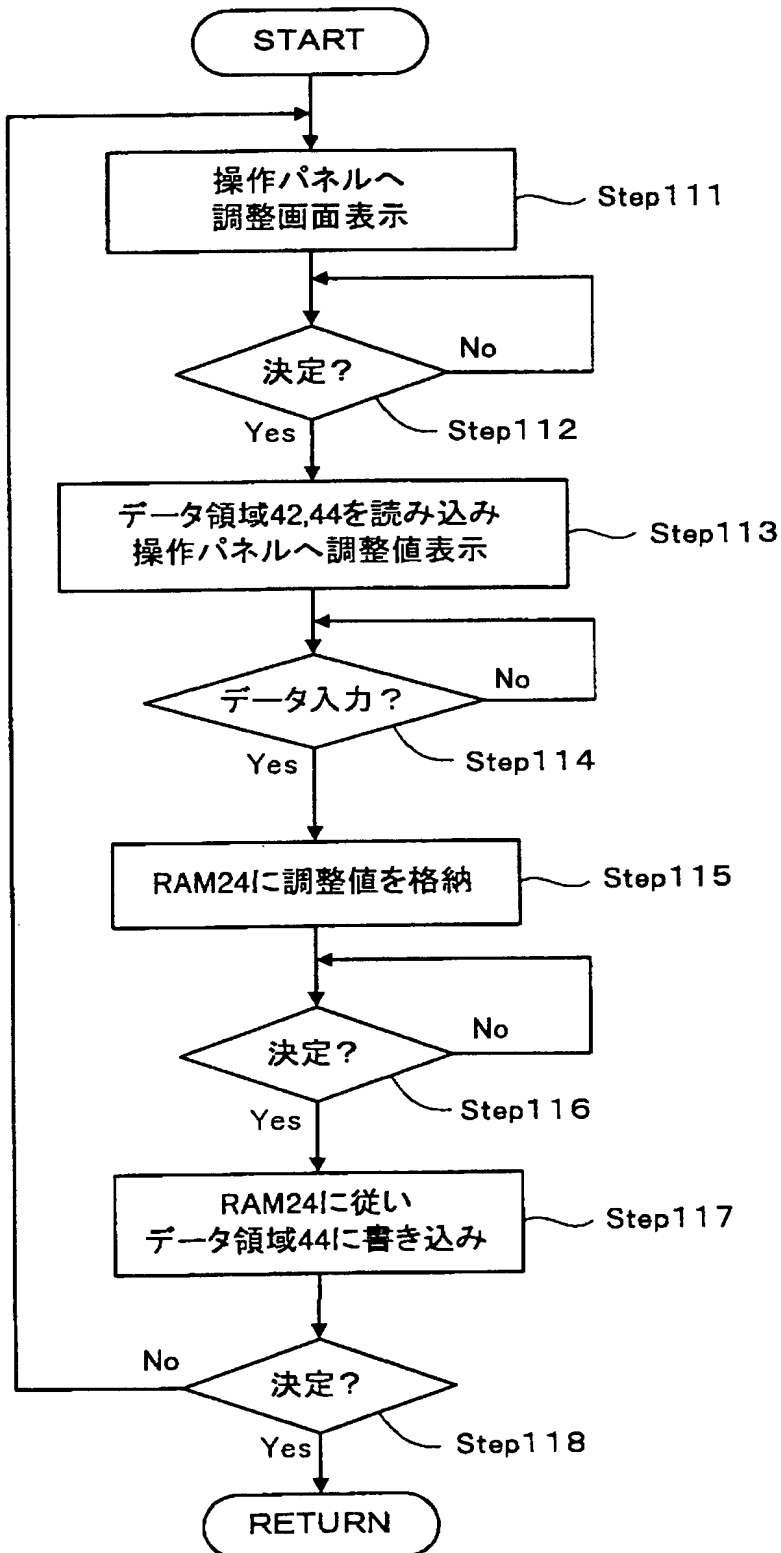 START
操作パネルへ
調整画面表示
Step111
決定?
No
Yes
Step112
データ領域42,44を読み込み
操作パネルへ調整値表示
Step113
データ入力?
No
Yes
Step114
RAM24に調整値を格納
Step115
決定?
No
Yes
Step116
RAM24に従い
データ領域44に書き込み
Step117
No
決定?
Yes
Step118
RETURN